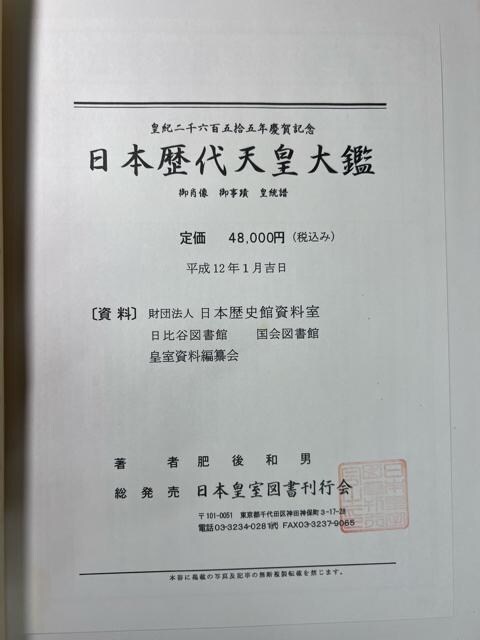 皇紀二千六百五拾五年慶賀記念
日本歴代天皇大鑑
御肖像 御事蹟 皇統譜
定価 48,000円(税込み)
平成12年1月吉日
〔資料〕財団法人 日本歴史館資料室
日比谷図書館 国会図書館
皇室資料編纂会
著者 肥後和男
総発売 日本皇室図書刊行会
〒101-0051 東京都千代田区神田神保町3-17-28
電話03-3234-0281㈹ FAX03-3237-9065
本谷に掲載の写真及記事の無断複製転載を禁じます。